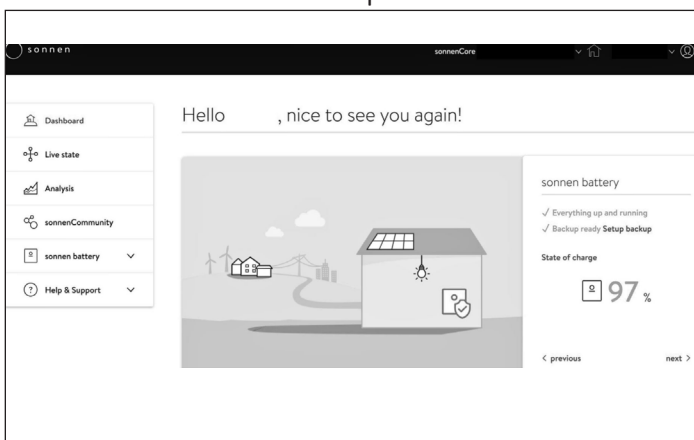 sonnen
sonnenCore
Dashboard
Live state
Analysis
sonnenCommunity
sonnen battery
Help & Support
Hello , nice to see you again!
sonnen battery
✓ Everything up and running
✓ Backup ready Setup backup
State of charge
97 %
< previous next >